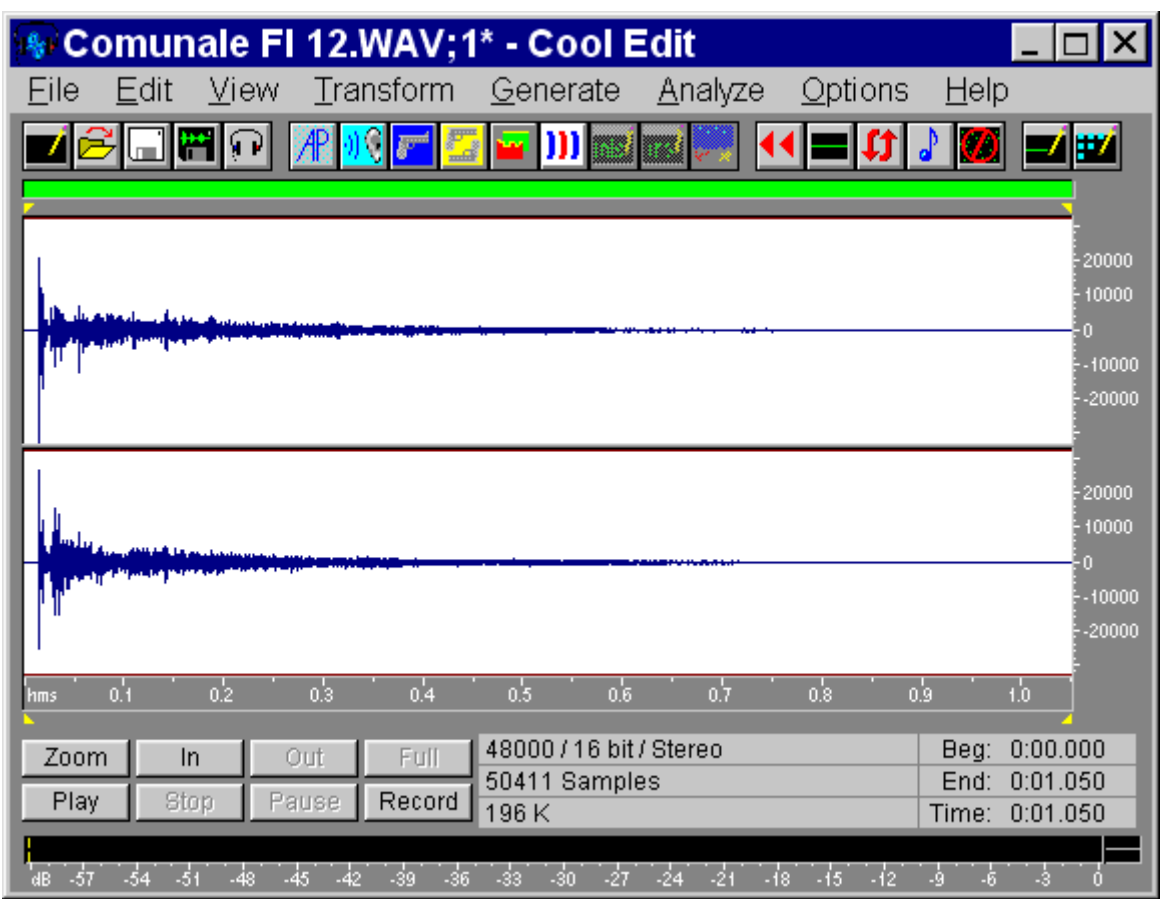 Comunale FI 12.WAV;1* - Cool Edit
File Edit View Transform Generate Analyze Options Help
AP
20000
10000
0
-10000
-20000
20000
10000
0
-10000
-20000
hms 0.1 0.2 0.3 0.4 0.5 0.6 0.7 0.8 0.9 1.0
Zoom In Out Full
Play Stop Pause Record
48000 / 16 bit / Stereo
50411 Samples
196 K
Beg: 0:00.000
End: 0:01.050
Time: 0:01.050
dB -57 -54 -51 -48 -45 -42 -39 -36 -33 -30 -27 -24 -21 -18 -15 -12 -9 -6 -3 0